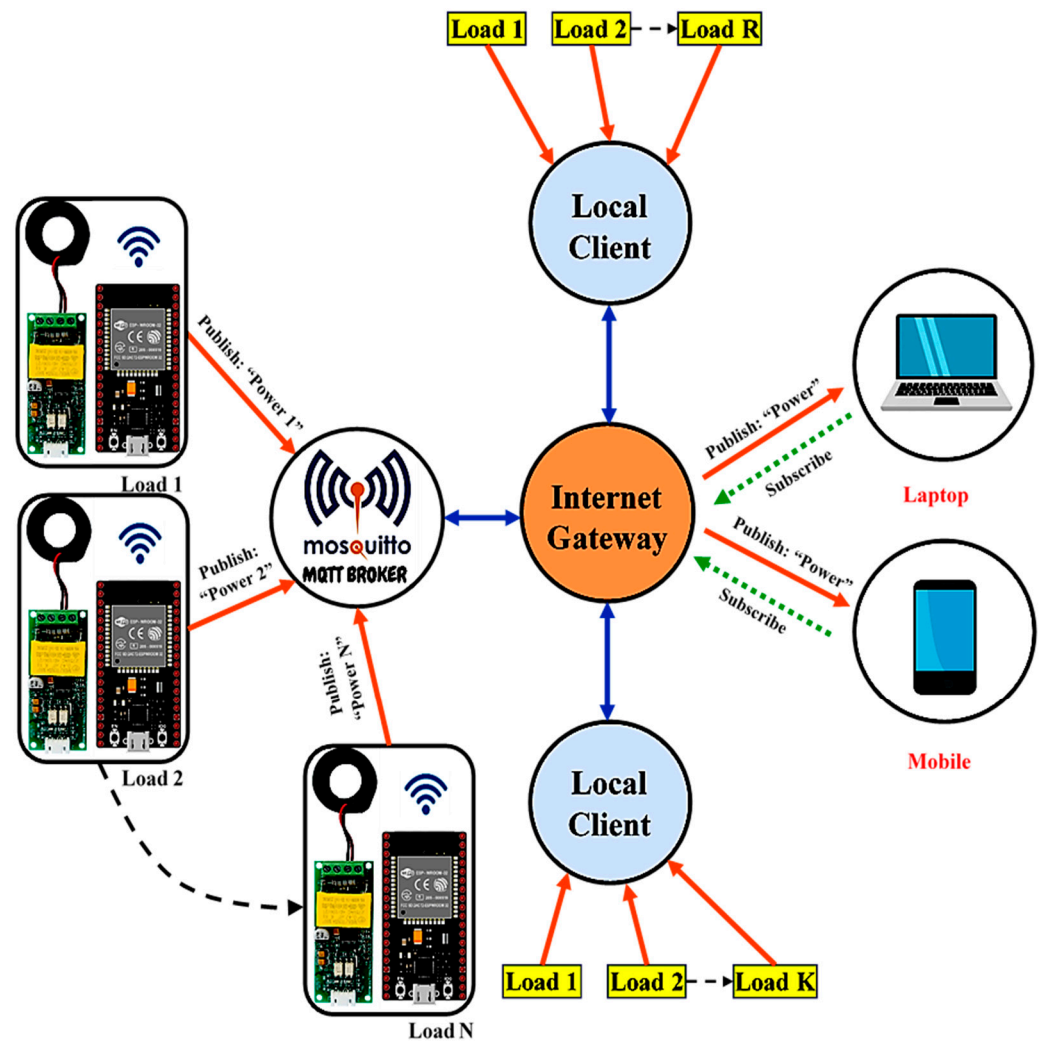 Load 1
Load 2
Load R
Local
Client
Publish: “Power 1”
Load 1
mosquitto
MQTT BROKER
Internet
Gateway
Publish: “Power”
Subscribe
Laptop
Publish:
“Power 2”
Load 2
Publish: “Power”
Subscribe
Mobile
Publish:
“Power N”
Load N
Local
Client
Load 1
Load 2
Load K